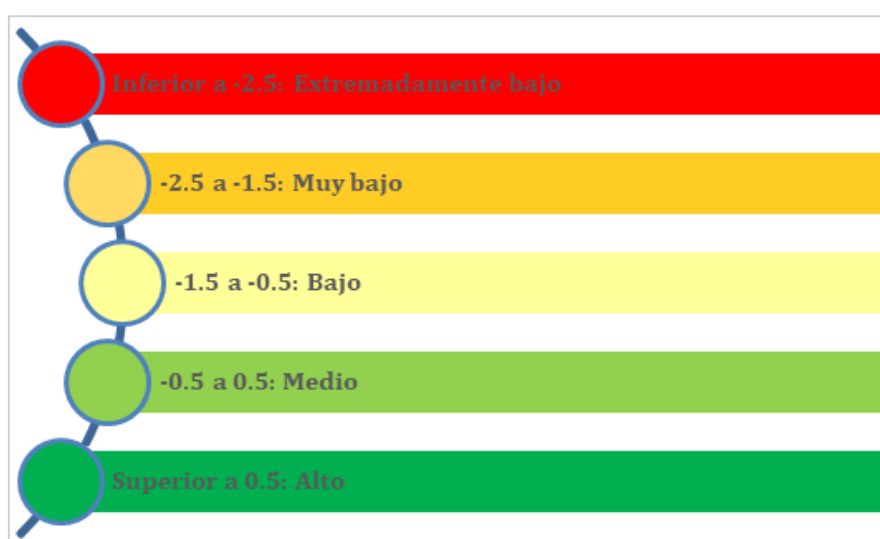 Inferior a -2.5: Extremadamente bajo
-2.5 a -1.5: Muy bajo
-1.5 a -0.5: Bajo
-0.5 a 0.5: Medio
Superior a 0.5: Alto